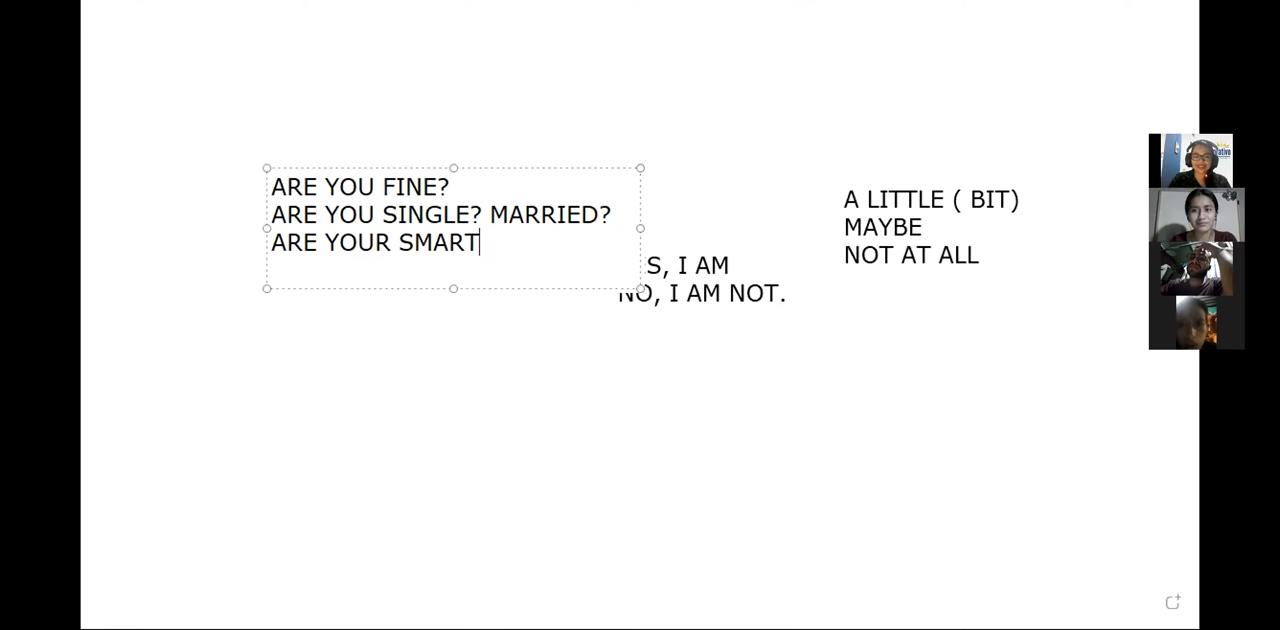 ARE YOU FINE?
ARE YOU SINGLE? MARRIED?
ARE YOUR SMART
S, I AM
NO, I AM NOT.
A LITTLE ( BIT)
MAYBE
NOT AT ALL